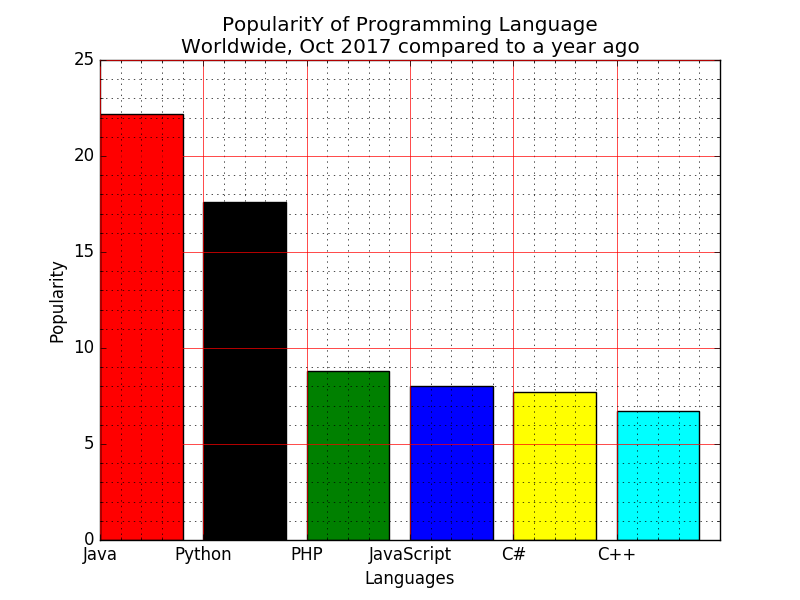 PopularitY of Programming Language
Worldwide, Oct 2017 compared to a year ago
25
20
15
10
5
0
Popularity
Java Python PHP JavaScript C# C++
Languages